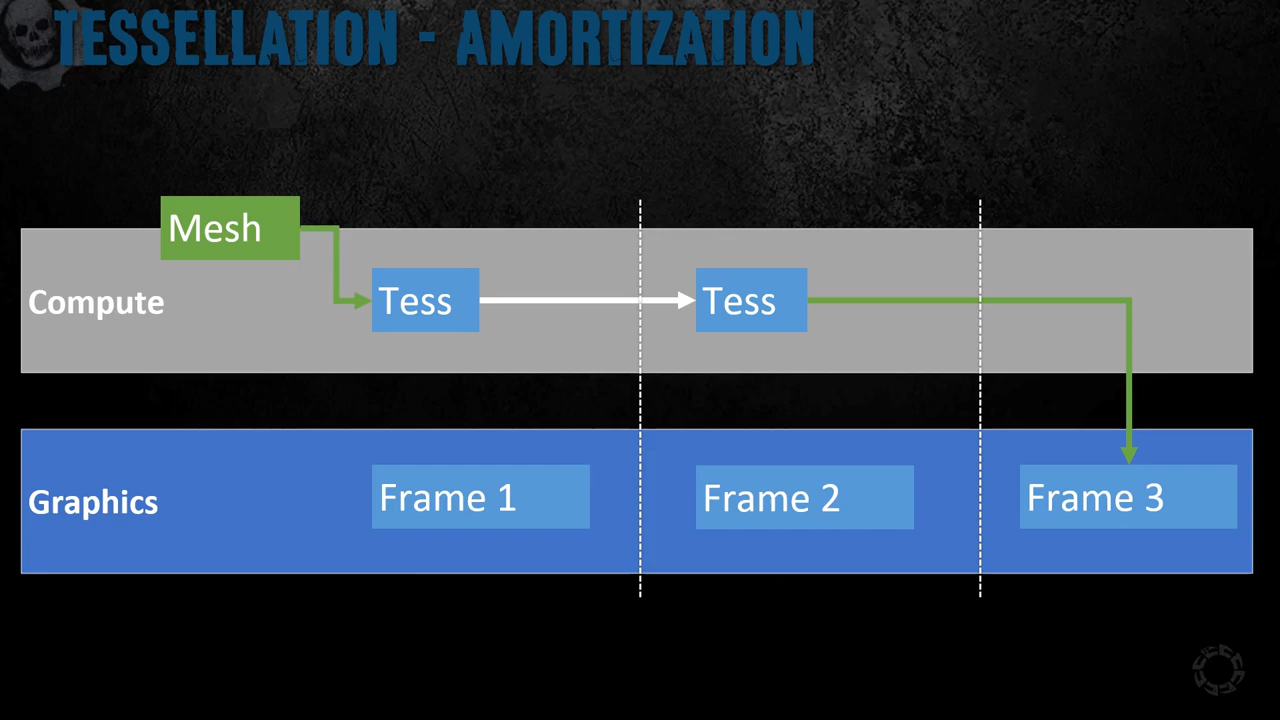 TESSELLATION - AMORTIZATION
Mesh
Compute
Tess
Tess
Graphics
Frame 1
Frame 2
Frame 3